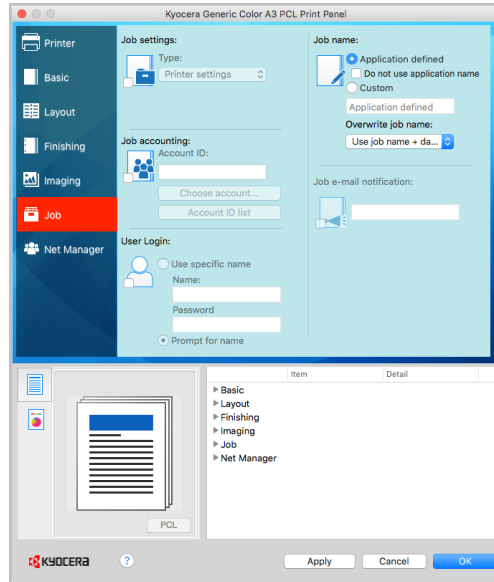 Kyocera Generic Color A3 PCL Print Panel
Printer
Basic
Layout
Finishing
Imaging
Job
Net Manager
Job settings:
Type:
Printer settings
Job accounting:
Account ID:
Choose account...
Account ID list
User Login:
Use specific name
Name:
Password
Prompt for name
Job name:
Application defined
Do not use application name
Custom
Application defined
Overwrite job name:
Use job name + da...
Job e-mail notification:
Item Detail
Basic
Layout
Finishing
Imaging
Job
Net Manager
PCL
KYOCERA
?
Apply Cancel OK